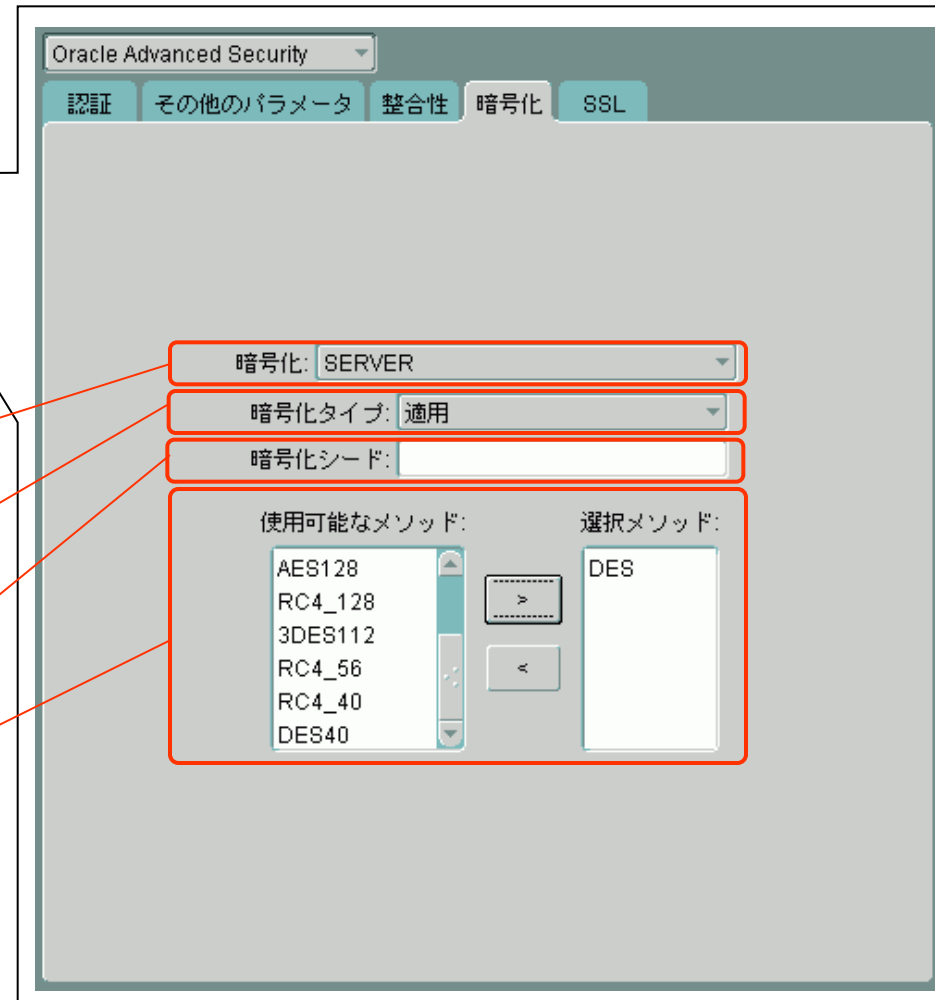 Oracle Advanced Security
認証 その他のパラメータ 整合性 暗号化 SSL
暗号化: SERVER
暗号化タイプ: 適用
暗号化シード:
使用可能なメソッド: 選択メソッド:
AES128
RC4_128
3DES112
RC4_56
RC4_40
DES40
>
<
DES